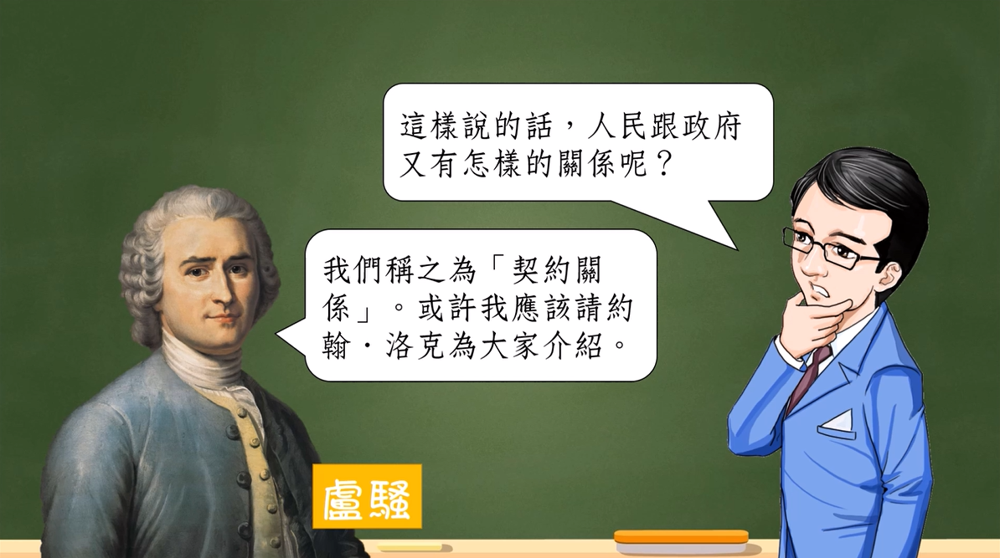 這樣說的話，人民跟政府
又有怎樣的關係呢？
我們稱之為「契約關
係」。或許我應該請約
翰．洛克為大家介紹。
盧騷